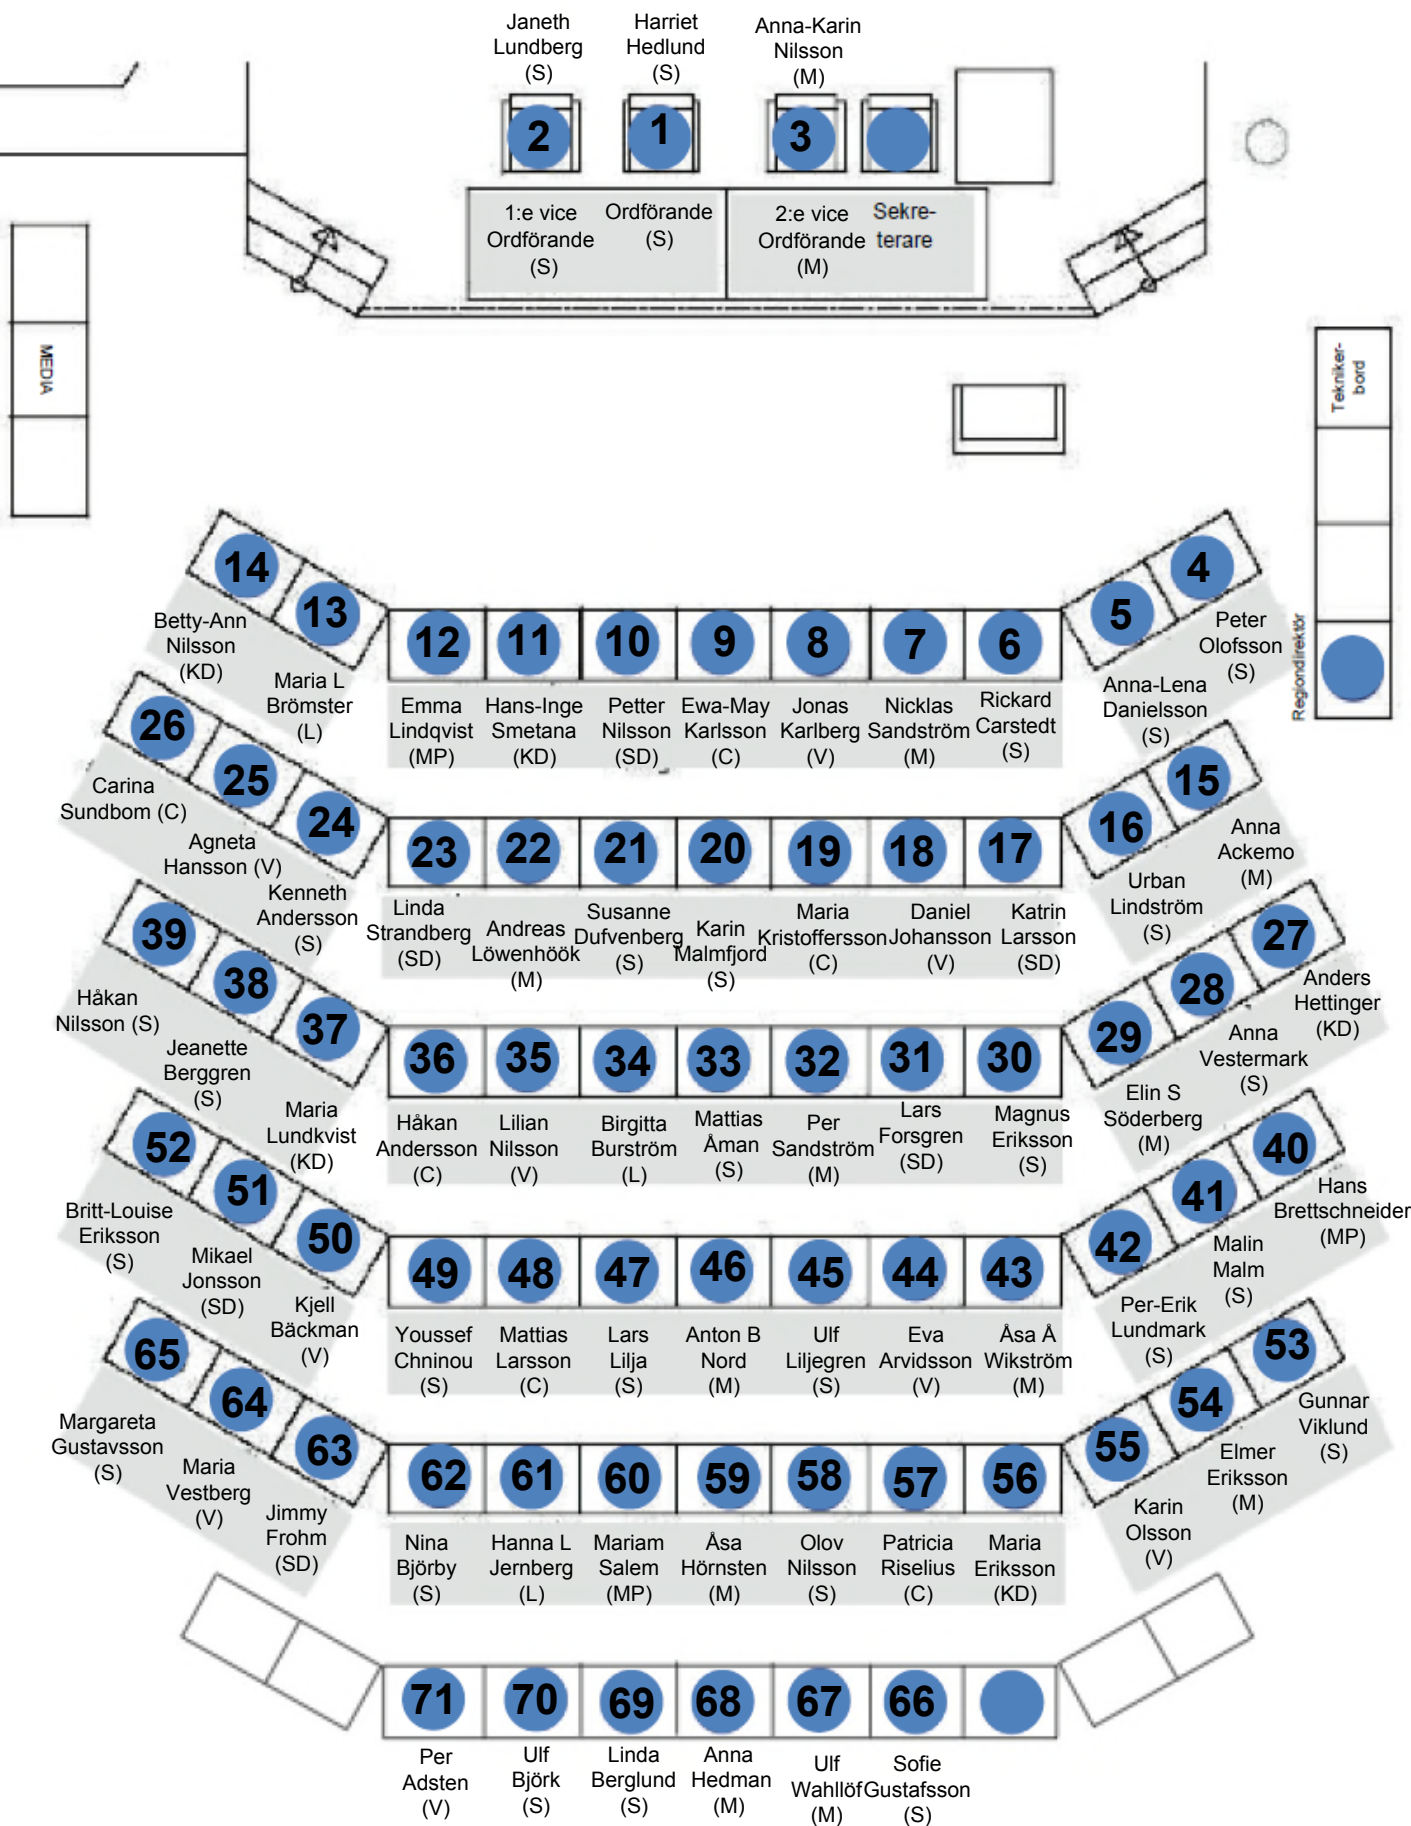 Janeth
Lundberg
(S)
Harriet
Hedlund
(S)
Anna-Karin
Nilsson
(M)
2
1
3
1:e vice
Ordförande
(S)
Ordförande
(S)
2:e vice
Ordförande
(M)
Sekre-
terare
MEDIA
Tekniker-
bord
Regiondirektör
14
13
12
11
10
9
8
7
6
5
4
Betty-Ann
Nilsson
(KD)
Maria L
Brömster
(L)
Emma
Lindqvist
(MP)
Hans-Inge
Smetana
(KD)
Petter
Nilsson
(SD)
Ewa-May
Karlsson
(C)
Jonas
Karlberg
(V)
Nicklas
Sandström
(M)
Rickard
Carstedt
(S)
Anna-Lena
Danielsson
(S)
Peter
Olofsson
(S)
26
25
24
23
22
21
20
19
18
17
16
15
Carina
Sundbom (C)
Agneta
Hansson (V)
Kenneth
Andersson
(S)
Linda
Strandberg
(SD)
Andreas
Löwenhöök
(M)
Susanne
Dufvenberg
(S)
Karin
Malmfjord
(S)
Maria
Kristoffersson
(C)
Daniel
Johansson
(V)
Katrin
Larsson
(SD)
Urban
Lindström
(S)
Anna
Ackemo
(M)
39
38
37
36
35
34
33
32
31
30
29
28
27
Håkan
Nilsson (S)
Jeanette
Berggren
(S)
Maria
Lundkvist
(KD)
Håkan
Andersson
(C)
Lilian
Nilsson
(V)
Birgitta
Burström
(L)
Mattias
Åman
(S)
Per
Sandström
(M)
Lars
Forsgren
(SD)
Magnus
Eriksson
(S)
Elin S
Söderberg
(M)
Anna
Vestermark
(S)
Anders
Hettinger
(KD)
52
51
50
49
48
47
46
45
44
43
42
41
40
Britt-Louise
Eriksson
(S)
Mikael
Jonsson
(SD)
Kjell
Bäckman
(V)
Youssef
Chninou
(S)
Mattias
Larsson
(C)
Lars
Lilja
(S)
Anton B
Nord
(M)
Ulf
Liljegren
(S)
Eva
Arvidsson
(V)
Åsa Å
Wikström
(M)
Per-Erik
Lundmark
(S)
Malin
Malm
(S)
Hans
Brettschneider
(MP)
65
64
63
62
61
60
59
58
57
56
55
54
53
Margareta
Gustavsson
(S)
Maria
Vestberg
(V)
Jimmy
Frohm
(SD)
Nina
Björby
(S)
Hanna L
Jernberg
(L)
Mariam
Salem
(MP)
Åsa
Hörnsten
(M)
Olov
Nilsson
(S)
Patricia
Riselius
(C)
Maria
Eriksson
(KD)
Karin
Olsson
(V)
Elmer
Eriksson
(M)
Gunnar
Viklund
(S)
71
70
69
68
67
66
Per
Adsten
(V)
Ulf
Björk
(S)
Linda
Berglund
(S)
Anna
Hedman
(M)
Ulf
Wahllöf
(M)
Sofie
Gustafsson
(S)